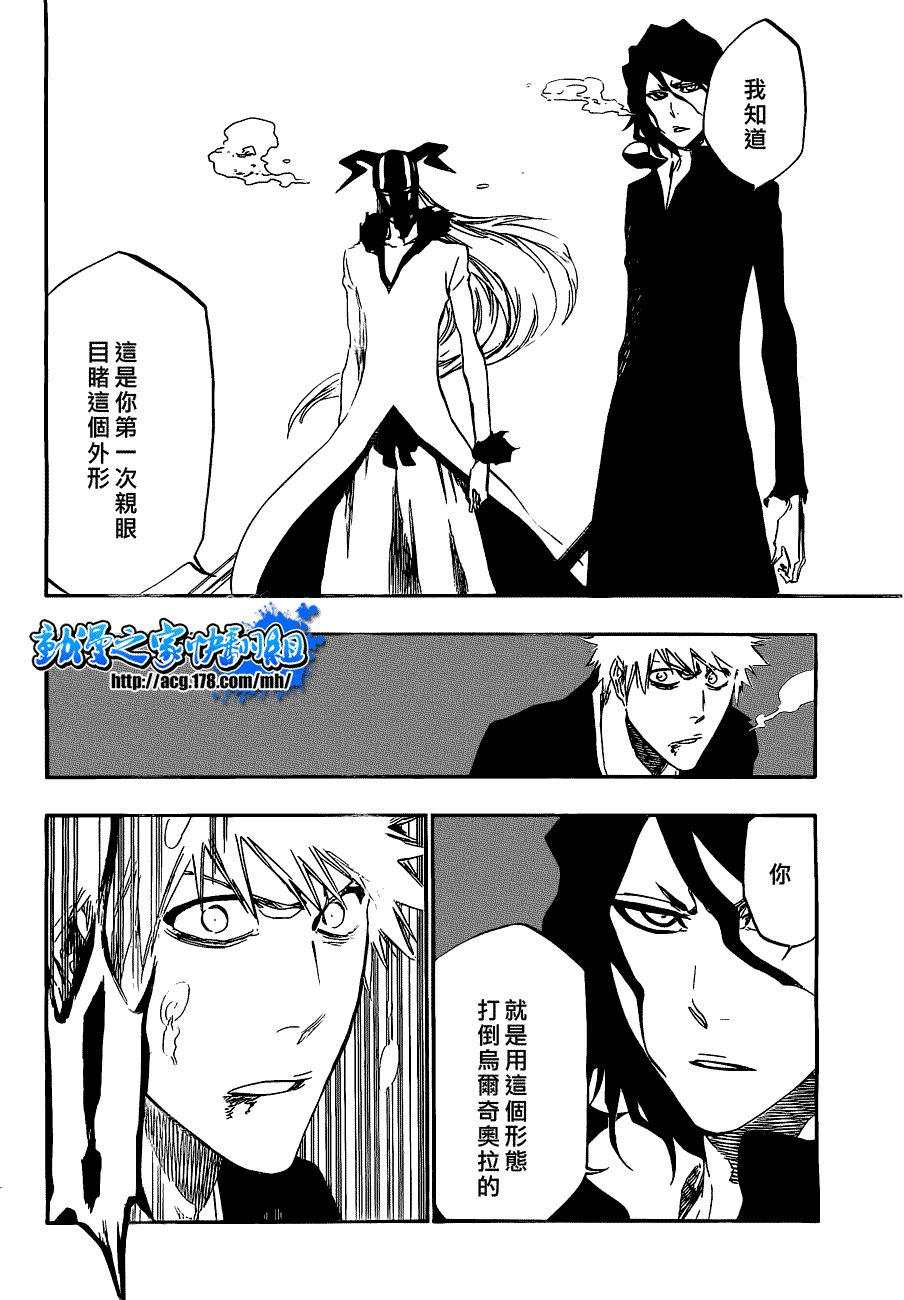 我知道
這是你第一次親眼
目睹這個外形
動漫之家快翻組
http://acg.178.com/mh/
你
就是用這個形態
打倒烏爾奇奧拉的